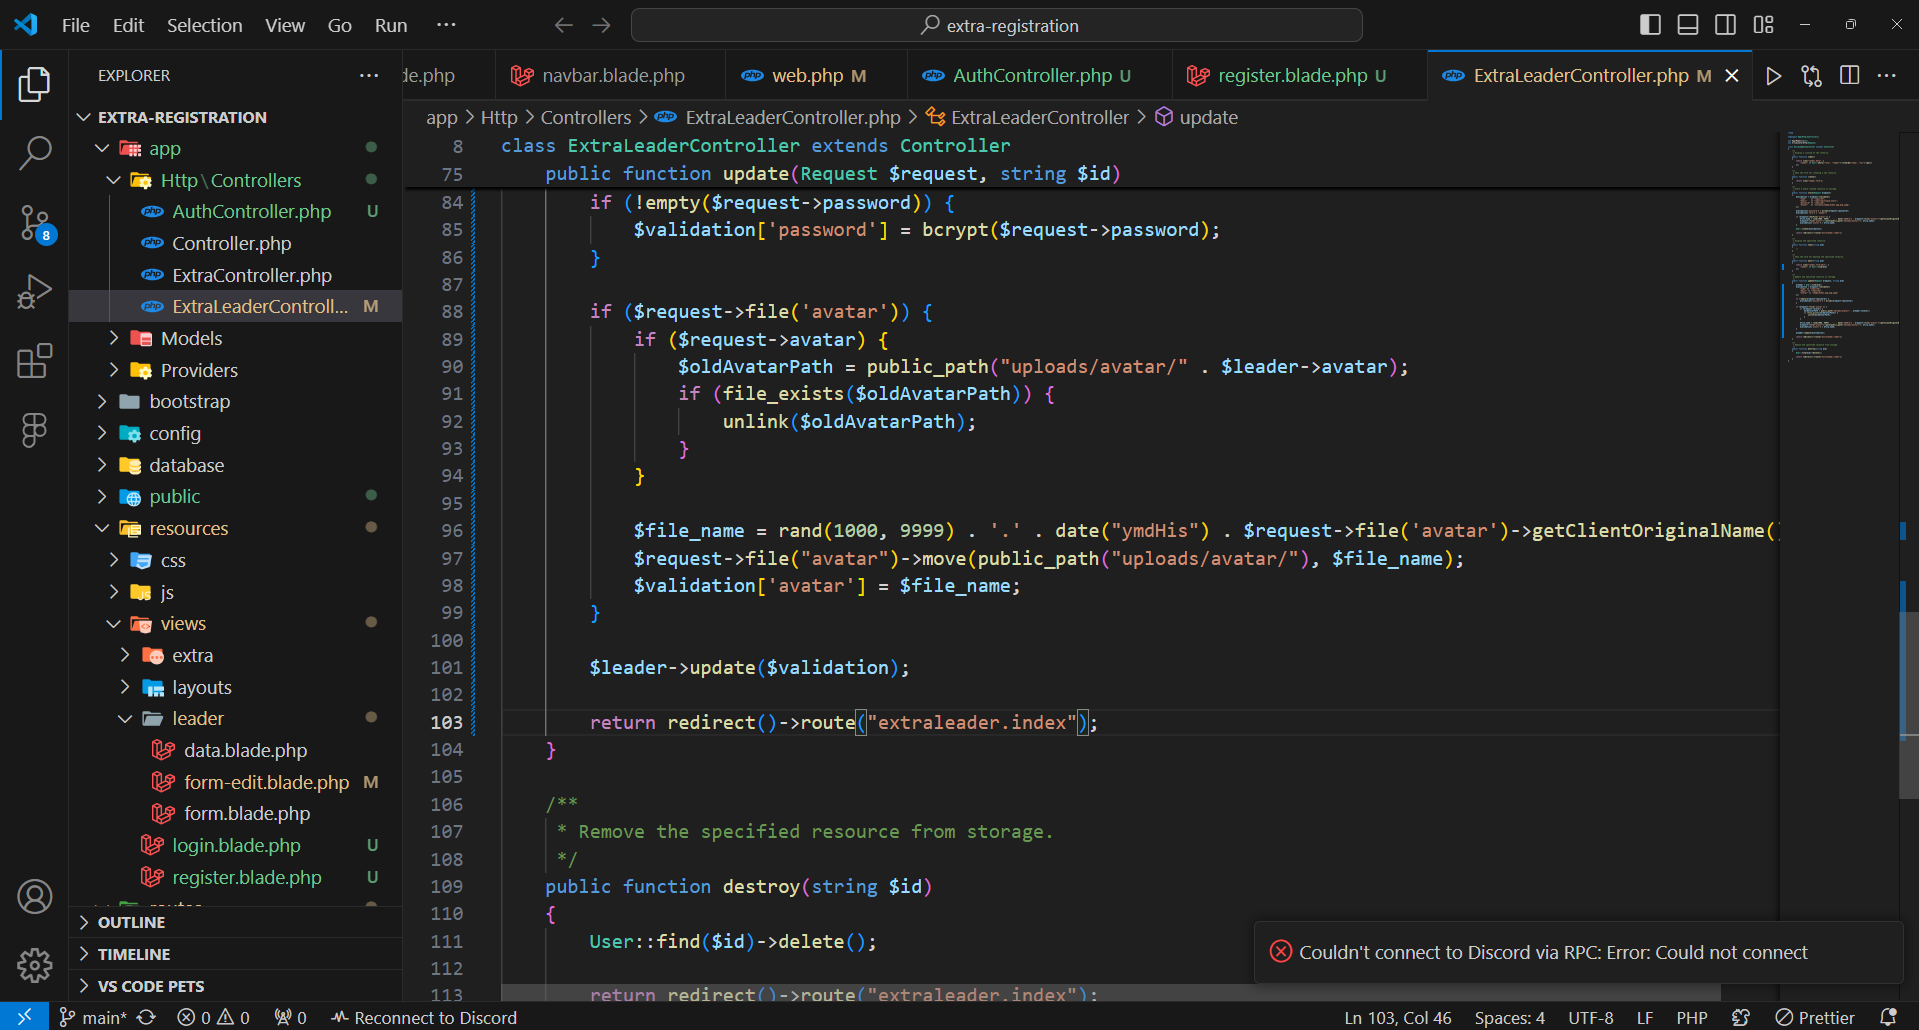 File Edit Selection View Go Run ···
extra-registration
EXPLORER ···
de.php navbar.blade.php web.php M AuthController.php U register.blade.php U ExtraLeaderController.php M
app > Http > Controllers > ExtraLeaderController.php > ExtraLeaderController > update
EXTRA-REGISTRATION
app
Http\Controllers
AuthController.php U
Controller.php
ExtraController.php
ExtraLeaderControll... M
Models
Providers
bootstrap
config
database
public
resources
css
js
views
extra
layouts
leader
data.blade.php
form-edit.blade.php M
form.blade.php
login.blade.php U
register.blade.php U
OUTLINE
TIMELINE
VS CODE PETS
8
8 class ExtraLeaderController extends Controller
75 public function update(Request $request, string $id)
84 if (!empty($request->password)) {
85 $validation['password'] = bcrypt($request->password);
86 }
87
88 if ($request->file('avatar')) {
89 if ($request->avatar) {
90 $oldAvatarPath = public_path("uploads/avatar/" . $leader->avatar);
91 if (file_exists($oldAvatarPath)) {
92 unlink($oldAvatarPath);
93 }
94 }
95
96 $file_name = rand(1000, 9999) . '.' . date("ymdHis") . $request->file('avatar')->getClientOriginalName()
97 $request->file("avatar")->move(public_path("uploads/avatar/"), $file_name);
98 $validation['avatar'] = $file_name;
99 }
100
101 $leader->update($validation);
102
103 return redirect()->route("extraleader.index");
104 }
105
106 /**
107 * Remove the specified resource from storage.
108 */
109 public function destroy(string $id)
110 {
111 User::find($id)->delete();
112
113 return redirect()->route("extraleader.index");
Couldn't connect to Discord via RPC: Error: Could not connect
main* 0 0 0 Reconnect to Discord Ln 103, Col 46 Spaces: 4 UTF-8 LF PHP Prettier